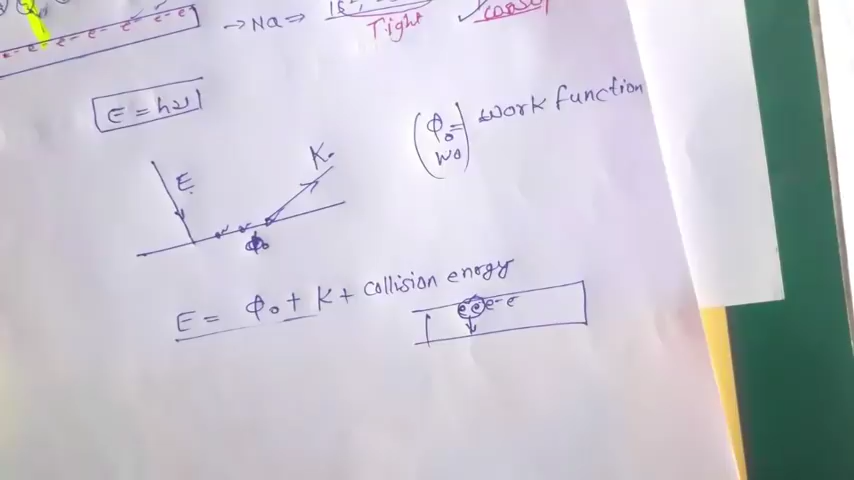 e- e- e- e- e- e-
→ Na ⇒
Tight
E = hν
(ϕ₀= work function
W₀)
E
K.
ϕ₀
E = ϕ₀ + K + collision energy
e e e- e